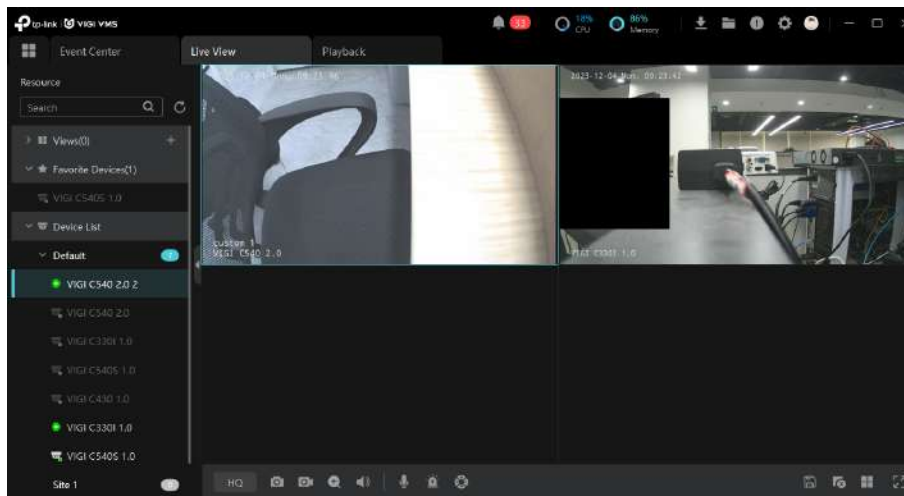 tp-link VIGI VMS
33
18%
CPU
86%
Memory
Event Center
Live View
Playback
Resource
Search
Views(0)
Favorite Devices(1)
VIGI C540S 1.0
Device List
Default
VIGI C540 2.0 2
VIGI C540 2.0
VIGI C330I 1.0
VIGI C540S 1.0
VIGI C430 1.0
VIGI C330I 1.0
VIGI C540S 1.0
Site 1
2023-12-04 Mon. 09:23:42
custom 1
VIGI C540 2.0
VIGI C330I 1.0
HQ